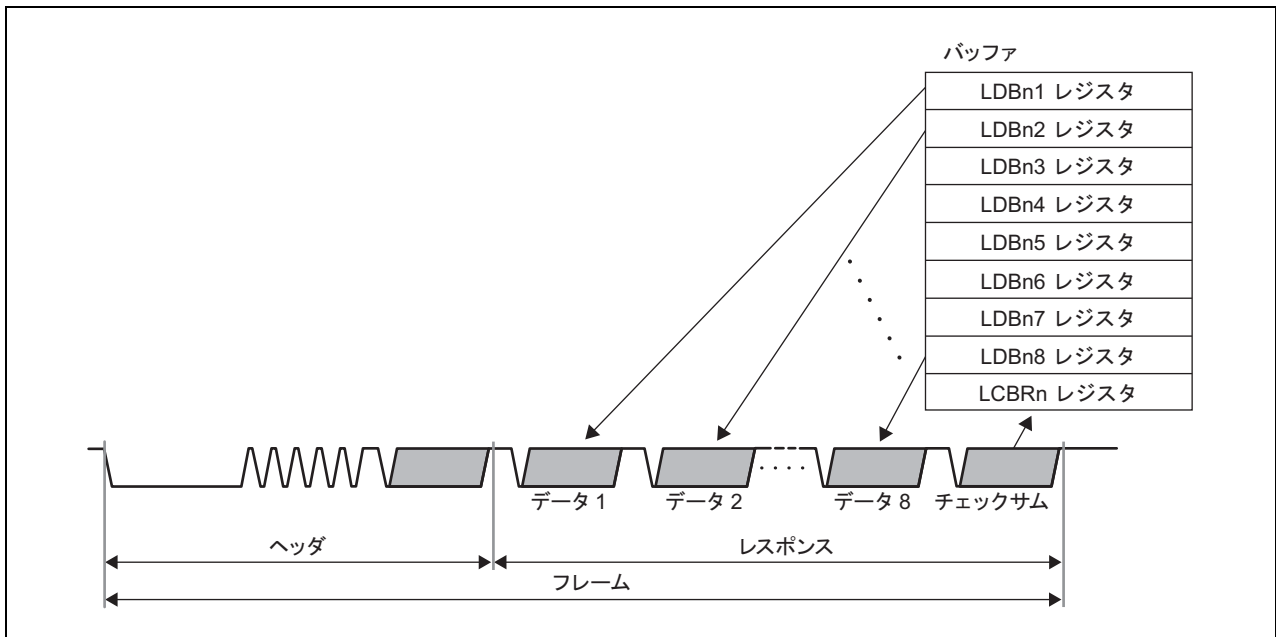 バッファ
LDBn1 レジスタ
LDBn2 レジスタ
LDBn3 レジスタ
LDBn4 レジスタ
LDBn5 レジスタ
LDBn6 レジスタ
LDBn7 レジスタ
LDBn8 レジスタ
LCBRn レジスタ
データ 1
データ 2
データ 8
チェックサム
ヘッダ
レスポンス
フレーム